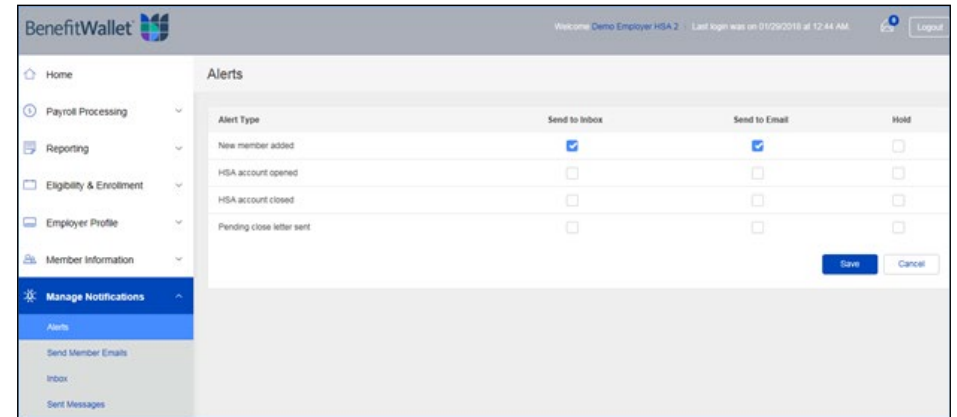 BenefitWallet
Welcome Demo Employer HSA 2 Last login was on 01/29/2018 at 12:44 AM.
0
Logout
Home
Alerts
Payroll Processing
Alert Type Send to Inbox Send to Email Hold
Reporting
New member added
HSA account opened
Eligibility & Enrollment
HSA account closed
Employer Profile
Pending close letter sent
Member Information
Save Cancel
Manage Notifications
Alerts
Send Member Emails
Inbox
Sent Messages